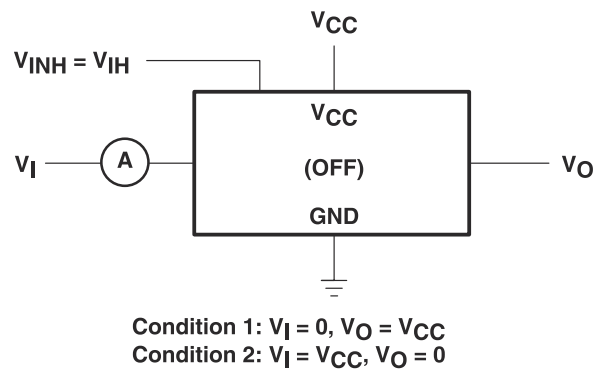 VCC
VINH = VIH
VCC
VI
A
(OFF)
VO
GND
Condition 1: VI = 0, VO = VCC
Condition 2: VI = VCC, VO = 0